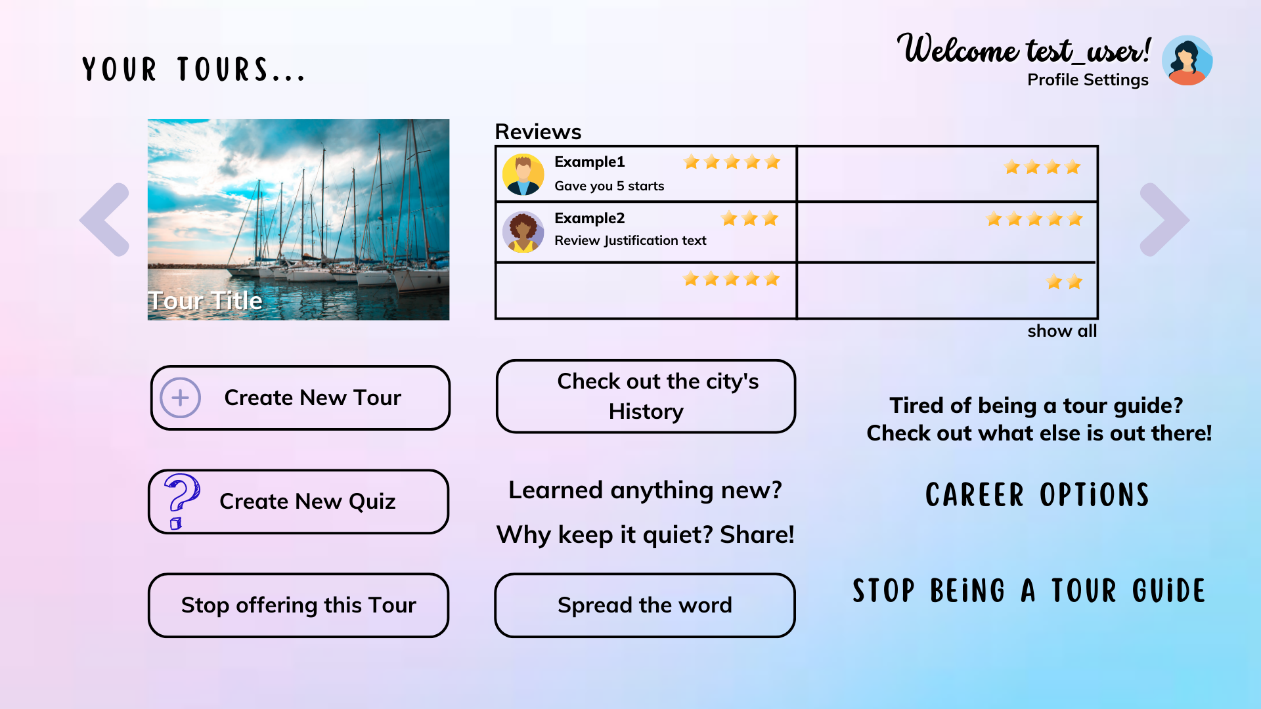 YOUR TOURS...
Welcome test_user!
Profile Settings
Tour Title
Reviews
Example1
Gave you 5 starts
Example2
Review Justification text
show all
Create New Tour
Create New Quiz
Stop offering this Tour
Check out the city's
History
Learned anything new?
Why keep it quiet? Share!
Spread the word
Tired of being a tour guide?
Check out what else is out there!
CAREER OPTiONS
STOP BEiNG A TOUR GUiDE